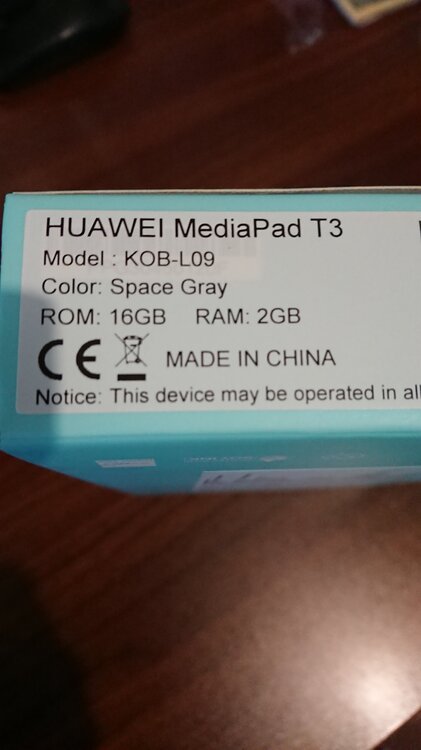 HUAWEI MediaPad T3
Model : KOB-L09
Color: Space Gray
ROM: 16GB RAM: 2GB
CE MADE IN CHINA
Notice: This device may be operated in all